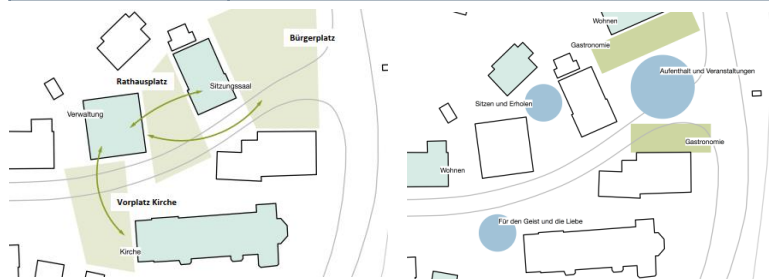 Bürgerplatz
Rathausplatz
Sitzungssaal
Verwaltung
Vorplatz Kirche
Kirche
Wohnen
Gastronomie
Aufenthalt und Veranstaltungen
Sitzen und Erholen
Gastronomie
Wohnen
Für den Geist und die Liebe